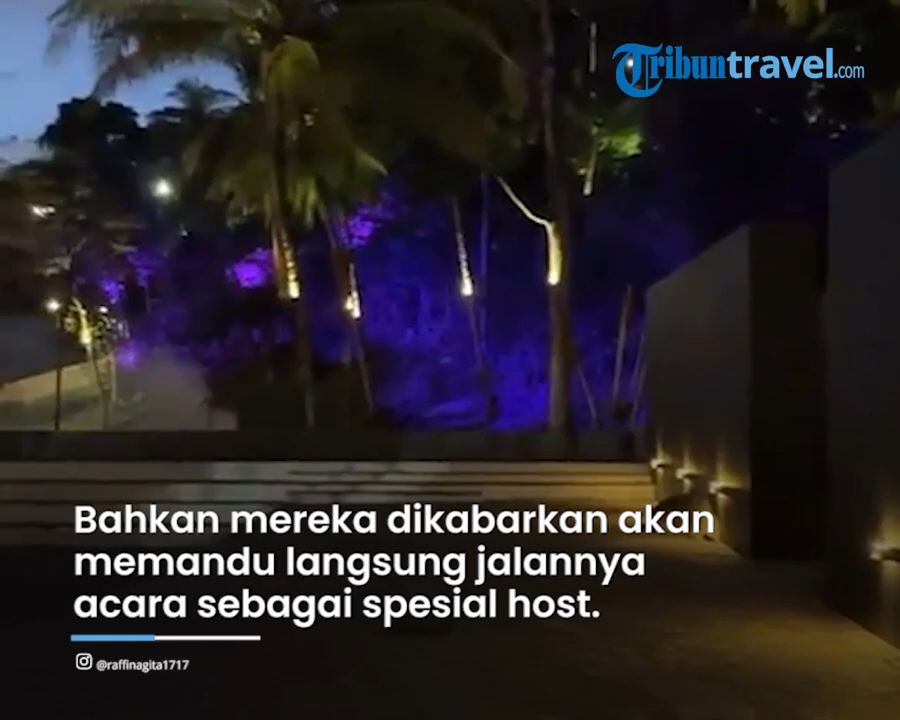 Tribuntravel.com
Bahkan mereka dikabarkan akan
memandu langsung jalannya
acara sebagai spesial host.
@raffinagita1717